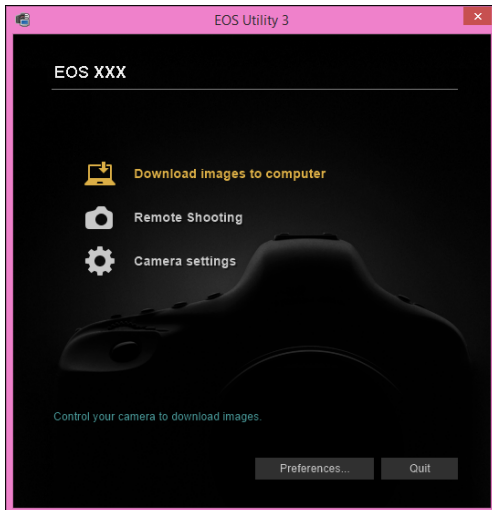 EOS Utility 3
EOS XXX
Download images to computer
Remote Shooting
Camera settings
Control your camera to download images.
Preferences... Quit